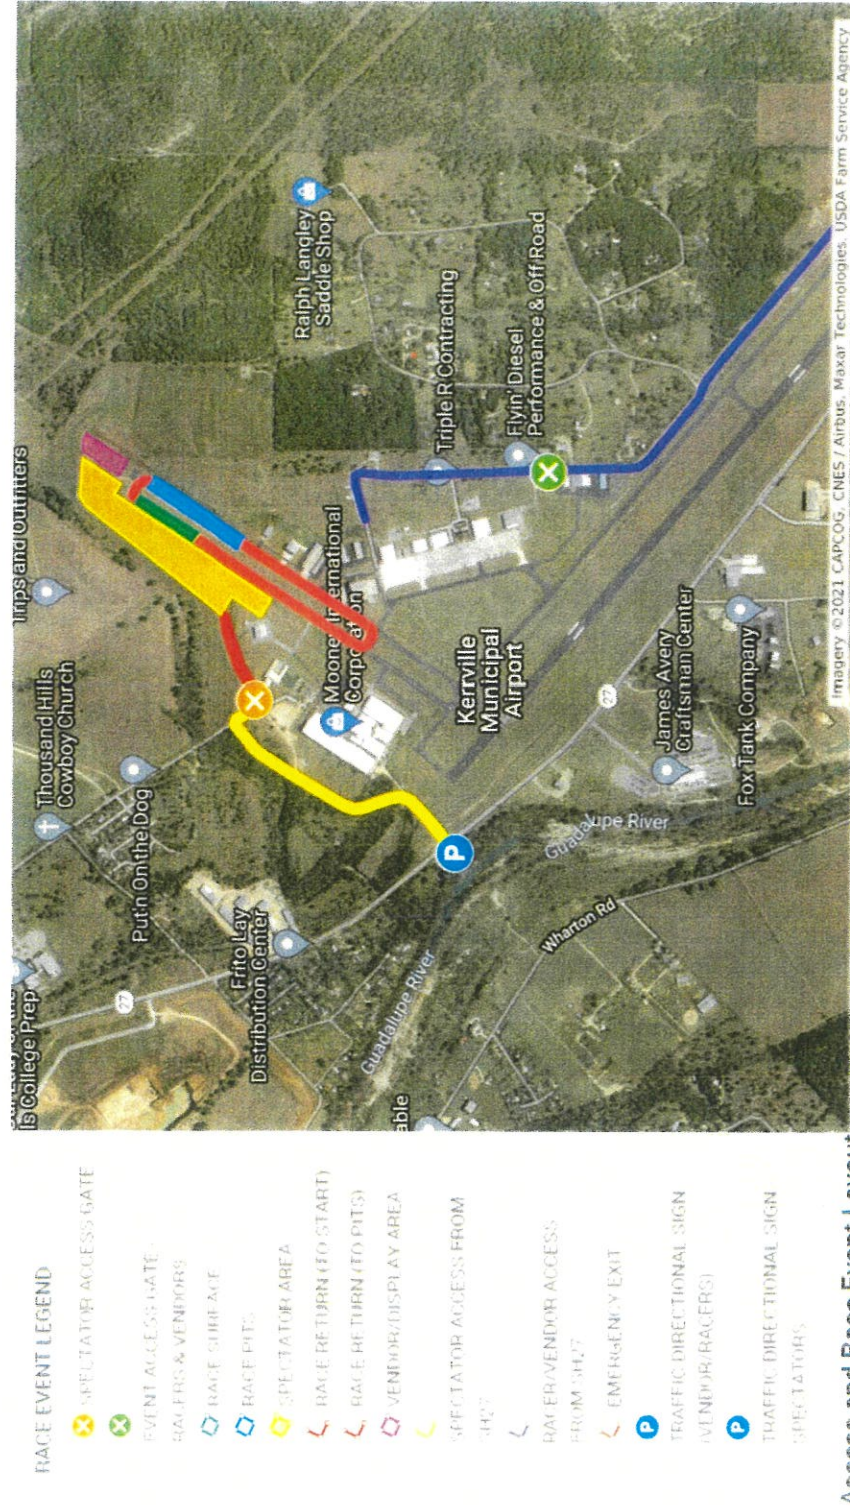 RACE EVENT LEGEND
SPECTATOR ACCESS GATE
EVENT ACCESS GATE
RACERS & VENDORS
RACE SURFACE
RACE PITS
SPECTATOR AREA
RACE RETURN (TO START)
RACE RETURN (TO PITS)
VENDOR/DISPLAY AREA
SPECTATOR ACCESS FROM
SH27
RACER/VENDOR ACCESS
FROM SH27
EMERGENCY EXIT
P
TRAFFIC DIRECTIONAL SIGN
(VENDOR/RACERS)
P
TRAFFIC DIRECTIONAL SIGN
SPECTATORS
Access and Race Event Layout
is College Prep
Thousand Hills
Cowboy Church
Trips and Outfitters
27
Put'n On the Dog
Frito Lay
Distribution Center
Mooney International
Corporation
Ralph Langley
Saddle Shop
Guadalupe River
P
Kerrville
Municipal
Airport
Triple R Contracting
Flyin' Diesel
Performance & Off Road
able
Wharton Rd
Guadalupe River
27
James Avery
Craftsman Center
Fox Tank Company
Imagery ©2021 CAPCOG, CNES / Airbus, Maxar Technologies, USDA Farm Service Agency